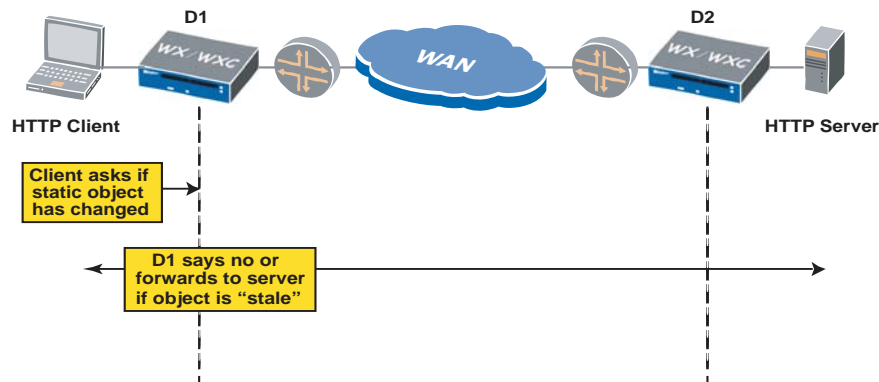 D1
D2
WX/WXC
WAN
WX/WXC
HTTP Client
HTTP Server
Client asks if
static object
has changed
D1 says no or
forwards to server
if object is “stale”